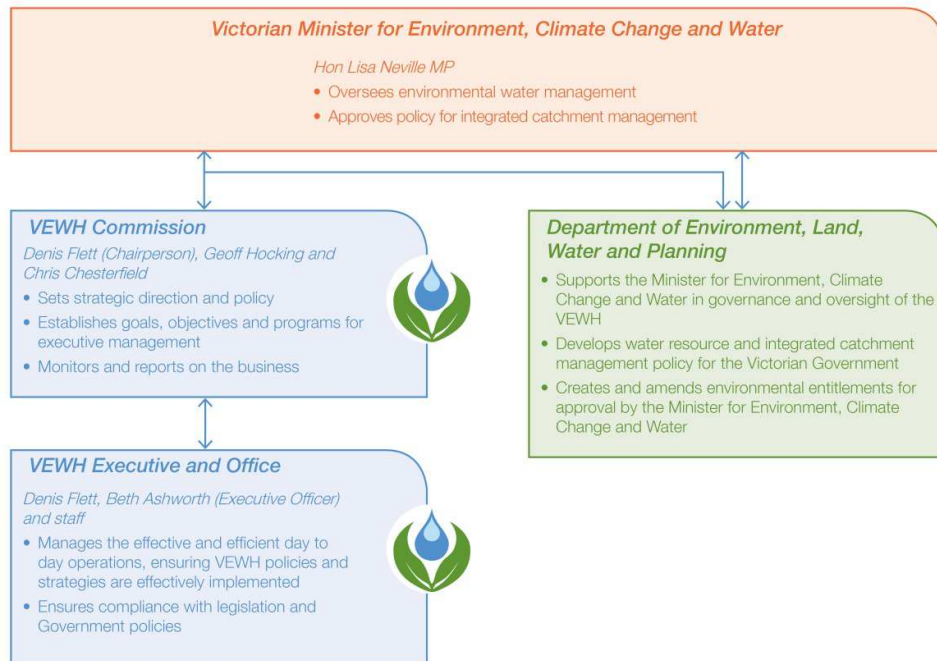 Victorian Minister for Environment, Climate Change and Water
Hon Lisa Neville MP
• Oversees environmental water management
• Approves policy for integrated catchment management
VEWH Commission
Denis Flett (Chairperson), Geoff Hocking and
Chris Chesterfield
• Sets strategic direction and policy
• Establishes goals, objectives and programs for
executive management
• Monitors and reports on the business
Department of Environment, Land,
Water and Planning
• Supports the Minister for Environment, Climate
Change and Water in governance and oversight of the
VEWH
• Develops water resource and integrated catchment
management policy for the Victorian Government
• Creates and amends environmental entitlements for
approval by the Minister for Environment, Climate
Change and Water
VEWH Executive and Office
Denis Flett, Beth Ashworth (Executive Officer)
and staff
• Manages the effective and efficient day to
day operations, ensuring VEWH policies and
strategies are effectively implemented
• Ensures compliance with legislation and
Government policies